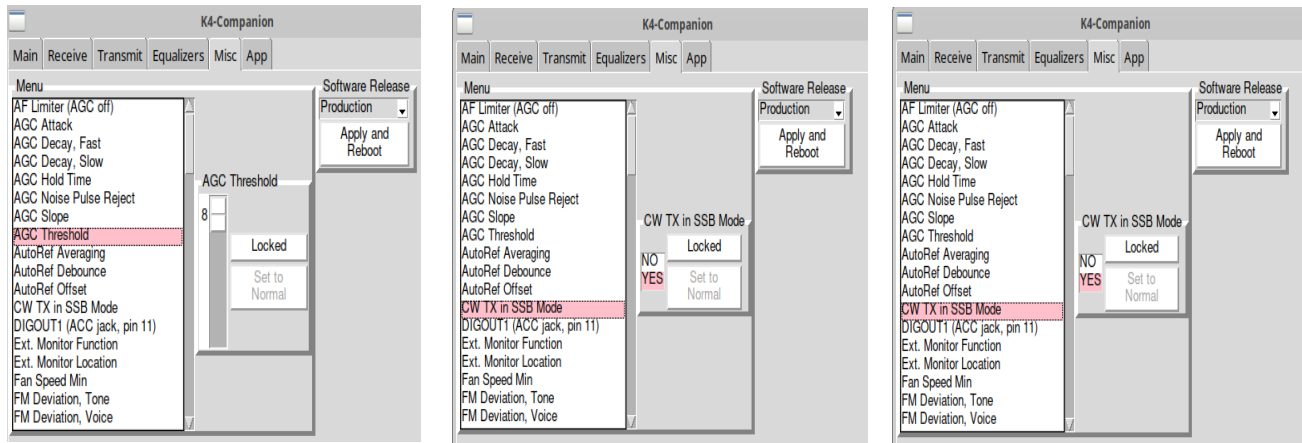 K4-Companion
Main Receive Transmit Equalizers Misc App
Menu
AF Limiter (AGC off)
AGC Attack
AGC Decay, Fast
AGC Decay, Slow
AGC Hold Time
AGC Noise Pulse Reject
AGC Slope
AGC Threshold
AutoRef Averaging
AutoRef Debounce
AutoRef Offset
CW TX in SSB Mode
DIGOUT1 (ACC jack, pin 11)
Ext. Monitor Function
Ext. Monitor Location
Fan Speed Min
FM Deviation, Tone
FM Deviation, Voice
AGC Threshold
8
Locked
Set to
Normal
Software Release
Production
Apply and
Reboot
K4-Companion
Main Receive Transmit Equalizers Misc App
Menu
AF Limiter (AGC off)
AGC Attack
AGC Decay, Fast
AGC Decay, Slow
AGC Hold Time
AGC Noise Pulse Reject
AGC Slope
AGC Threshold
AutoRef Averaging
AutoRef Debounce
AutoRef Offset
CW TX in SSB Mode
DIGOUT1 (ACC jack, pin 11)
Ext. Monitor Function
Ext. Monitor Location
Fan Speed Min
FM Deviation, Tone
FM Deviation, Voice
CW TX in SSB Mode
NO
YES
Locked
Set to
Normal
Software Release
Production
Apply and
Reboot
K4-Companion
Main Receive Transmit Equalizers Misc App
Menu
AF Limiter (AGC off)
AGC Attack
AGC Decay, Fast
AGC Decay, Slow
AGC Hold Time
AGC Noise Pulse Reject
AGC Slope
AGC Threshold
AutoRef Averaging
AutoRef Debounce
AutoRef Offset
CW TX in SSB Mode
DIGOUT1 (ACC jack, pin 11)
Ext. Monitor Function
Ext. Monitor Location
Fan Speed Min
FM Deviation, Tone
FM Deviation, Voice
CW TX in SSB Mode
NO
YES
Locked
Set to
Normal
Software Release
Production
Apply and
Reboot